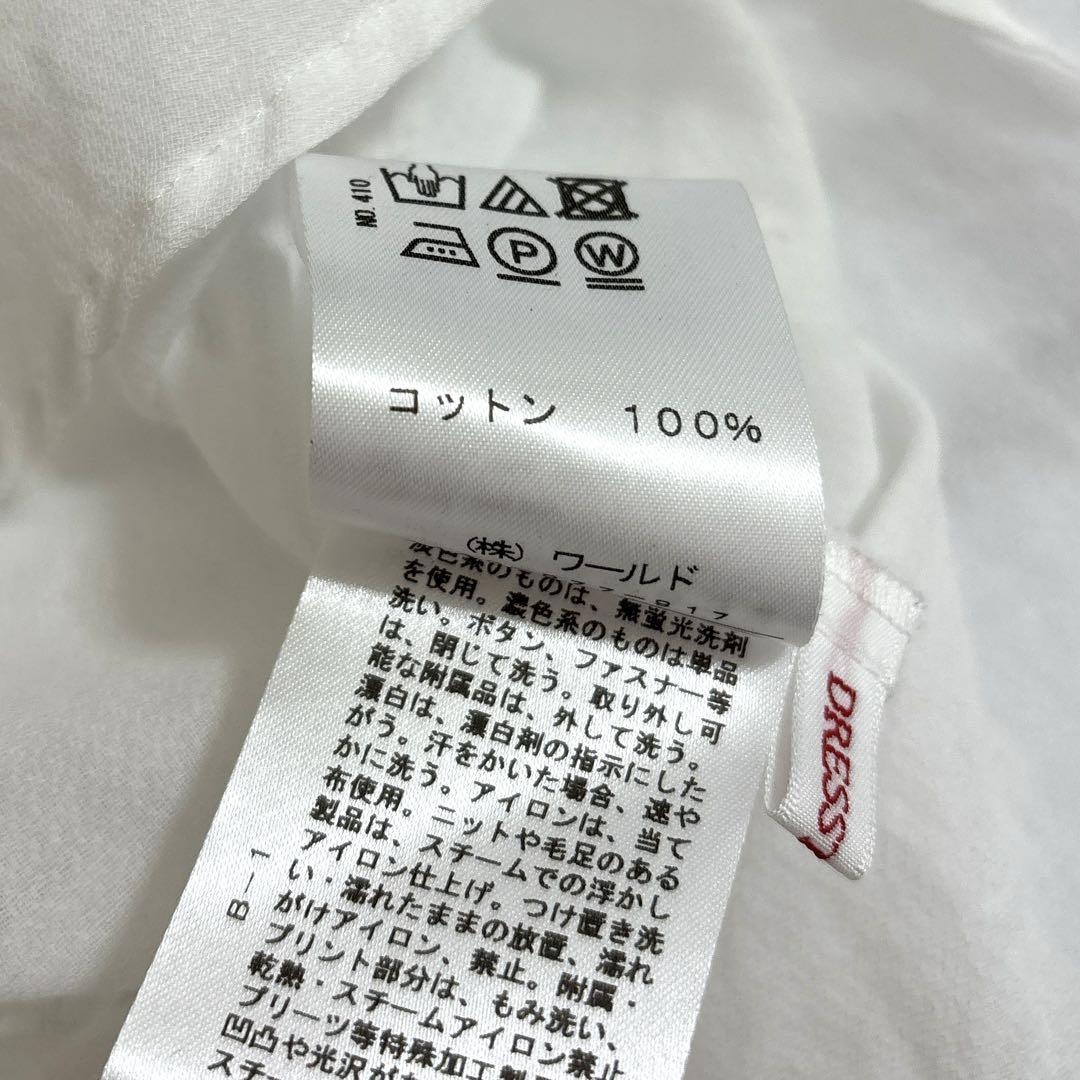 NO.410
P W
コットン 100%
(株) ワールド
淡色系のものは、無蛍光洗剤
を使用。濃色系のものは単品
洗い。ボタン、ファスナー等
は、閉じて洗う。取り外し可
能な附属品は、外して洗う。
漂白は、漂白剤の指示にした
がう。汗をかいた場合、速や
かに洗う。アイロンは、当て
布使用。ニットや毛足のある
製品は、スチームでの浮かし
アイロン仕上げ。つけ置き洗
い・濡れたままの放置、濡れ
がけアイロン、禁止。附属・
プリント部分は、もみ洗い、
乾熱・スチームアイロン禁止
プリーツ等特殊加工製
凹凸や光沢が
スチー
B-1
DRESS